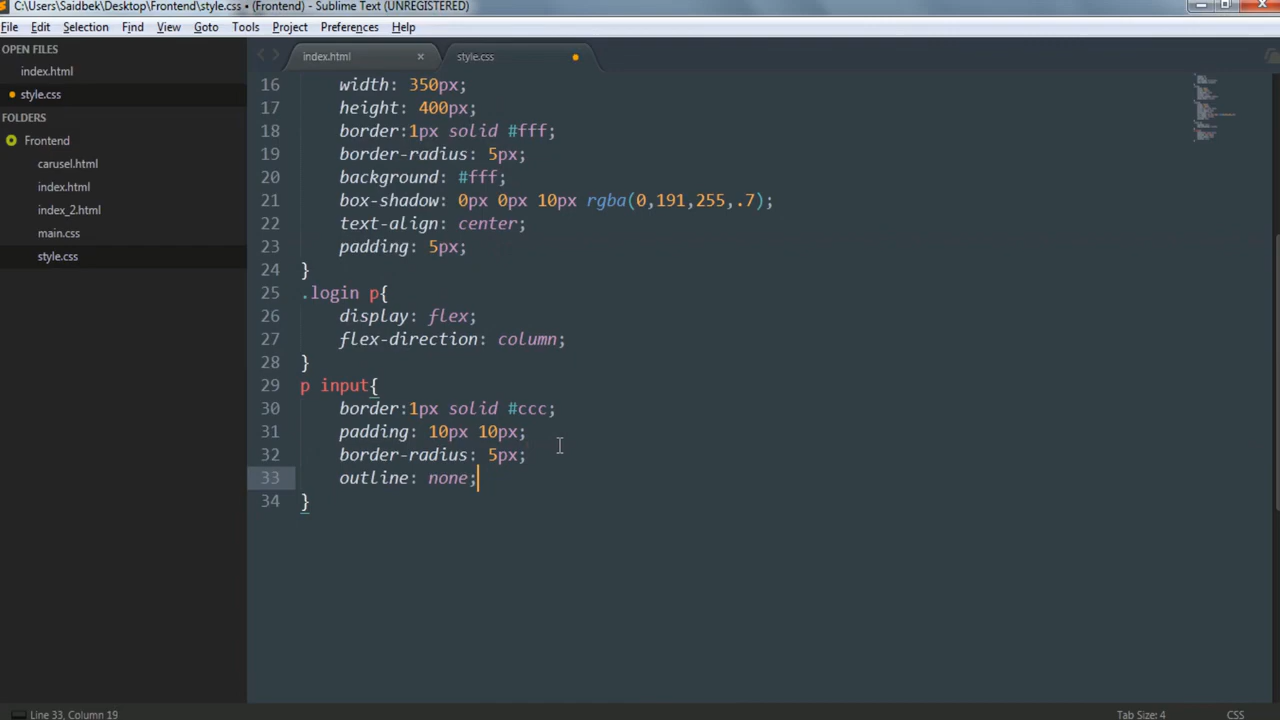 C:\Users\Saidbek\Desktop\Frontend\style.css • (Frontend) - Sublime Text (UNREGISTERED)
File Edit Selection Find View Goto Tools Project Preferences Help
OPEN FILES
index.html
style.css
FOLDERS
Frontend
carusel.html
index.html
index_2.html
main.css
style.css
index.html × style.css
16 width: 350px;
17 height: 400px;
18 border:1px solid #fff;
19 border-radius: 5px;
20 background: #fff;
21 box-shadow: 0px 0px 10px rgba(0,191,255,.7);
22 text-align: center;
23 padding: 5px;
24 }
25 .login p{
26 display: flex;
27 flex-direction: column;
28 }
29 p input{
30 border:1px solid #ccc;
31 padding: 10px 10px;
32 border-radius: 5px;
33 outline: none;
34 }
Line 33, Column 19 Tab Size: 4 CSS